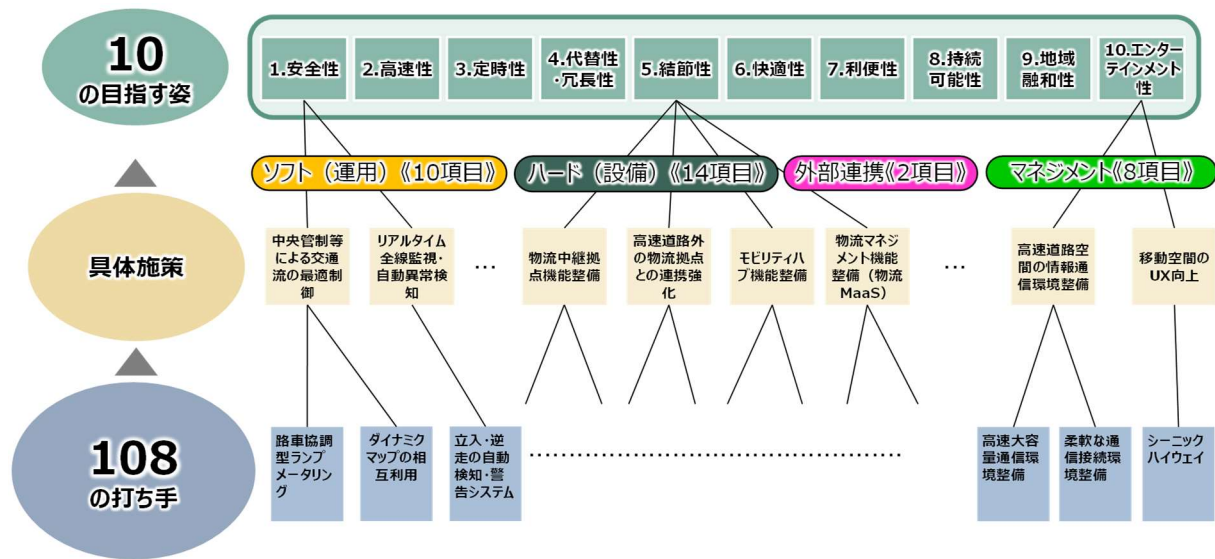 10
の目指す姿
1.安全性
2.高速性
3.定時性
4.代替性
・冗長性
5.結節性
6.快適性
7.利便性
8.持続
可能性
9.地域
融和性
10.エンター
テインメント
性
ソフト（運用）《10項目》
ハード（設備）《14項目》
外部連携《2項目》
マネジメント《8項目》
具体施策
中央管制等
による交通
流の最適制
御
リアルタイム
全線監視・
自動異常検
知
…
物流中継拠
点機能整備
高速道路外
の物流拠点
との連携強
化
モビリティハ
ブ機能整備
物流マネジ
メント機能
整備（物流
MaaS）
…
高速道路空
間の情報通
信環境整備
移動空間の
UX向上
108
の打ち手
路車協調
型ランプ
メータリン
グ
ダイナミク
マップの相
互利用
立入・逆
走の自動
検知・警
告システム
……………………………………
高速大容
量通信環
境整備
柔軟な通
信接続環
境整備
シーニック
ハイウェイ